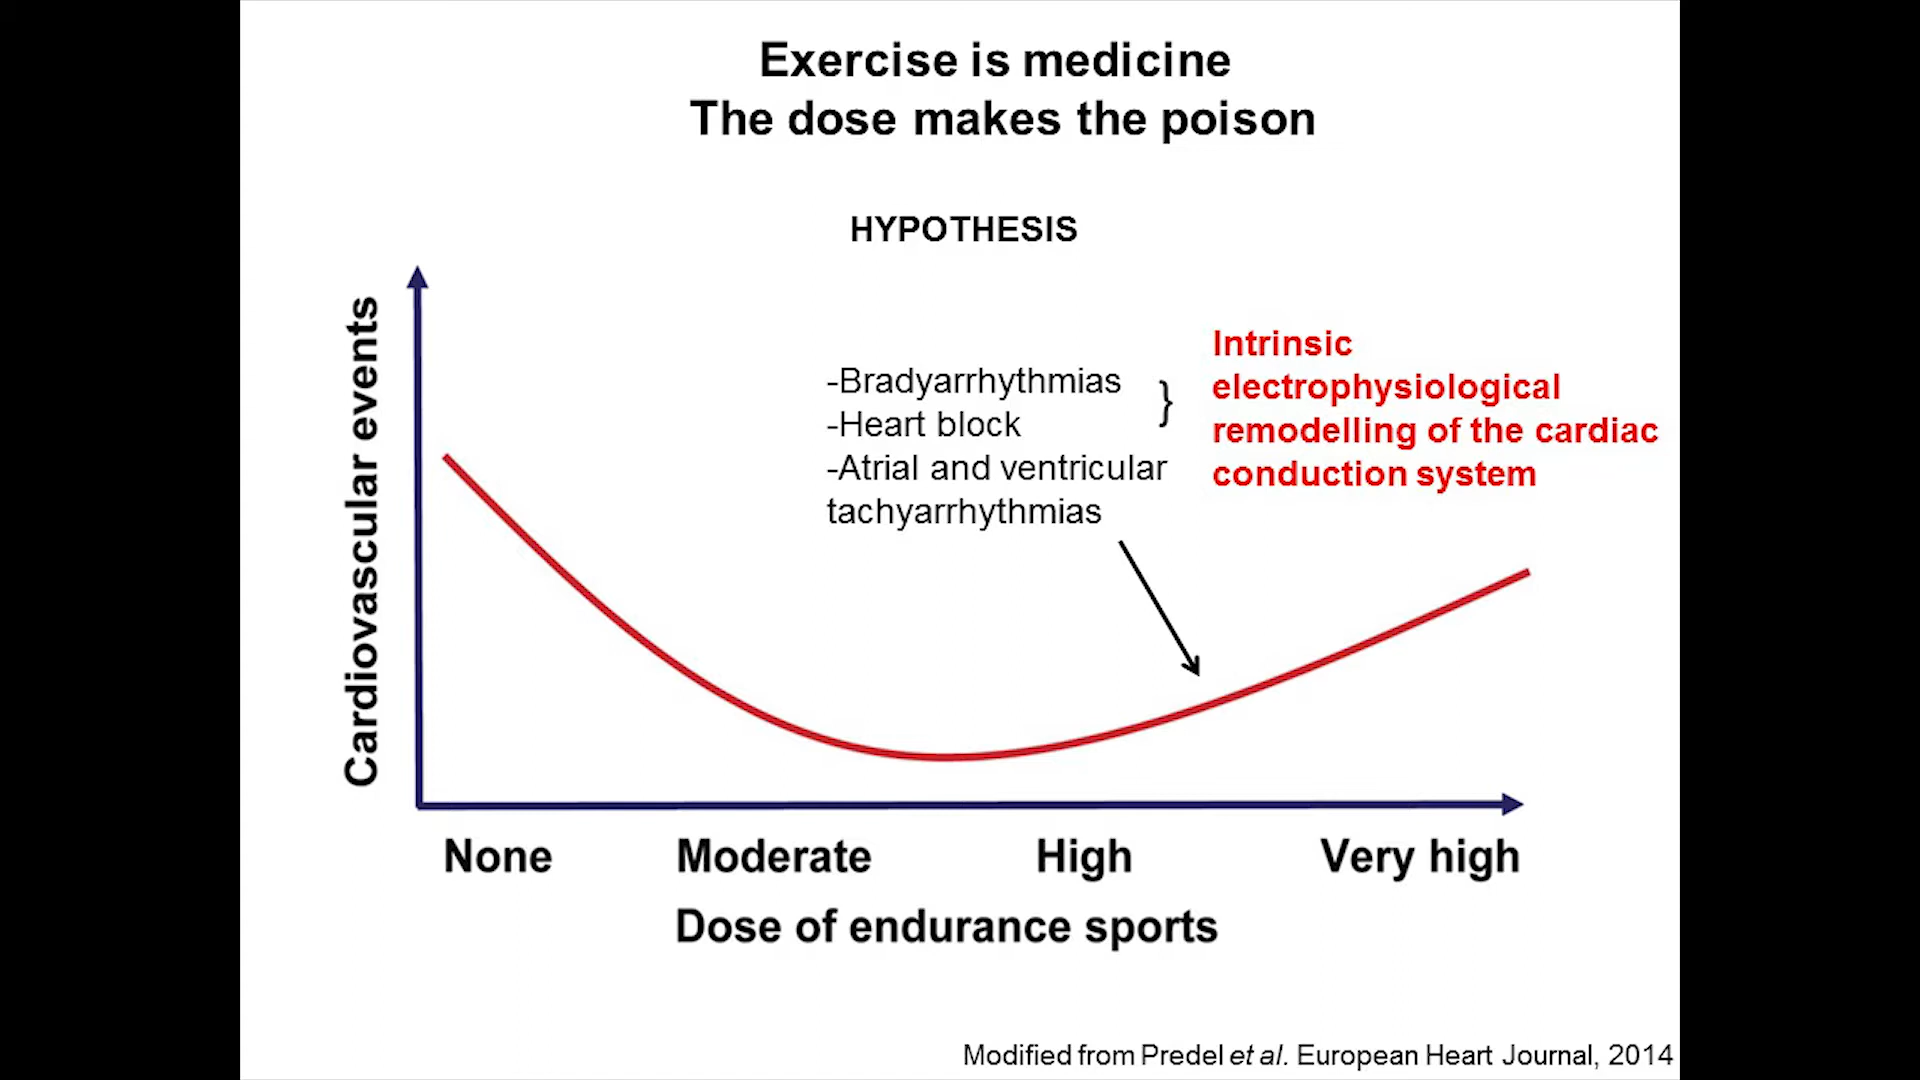 Exercise is medicine
The dose makes the poison
HYPOTHESIS
Cardiovascular events
-Bradyarrhythmias
-Heart block
-Atrial and ventricular
tachyarrhythmias
}
Intrinsic
electrophysiological
remodelling of the cardiac
conduction system
None Moderate High Very high
Dose of endurance sports
Modified from Predel et al. European Heart Journal, 2014